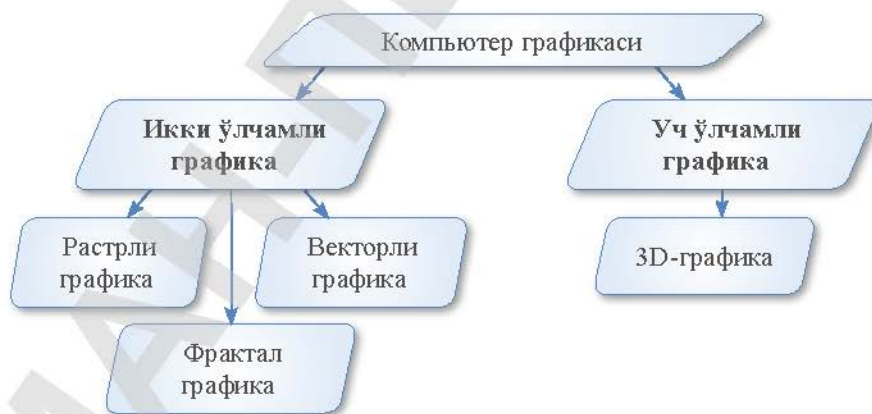 Компьютер графикаси
Икки ўлчамли
графика
Уч ўлчамли
графика
Растрли
графика
Векторли
графика
3D-графика
Фрактал
графика